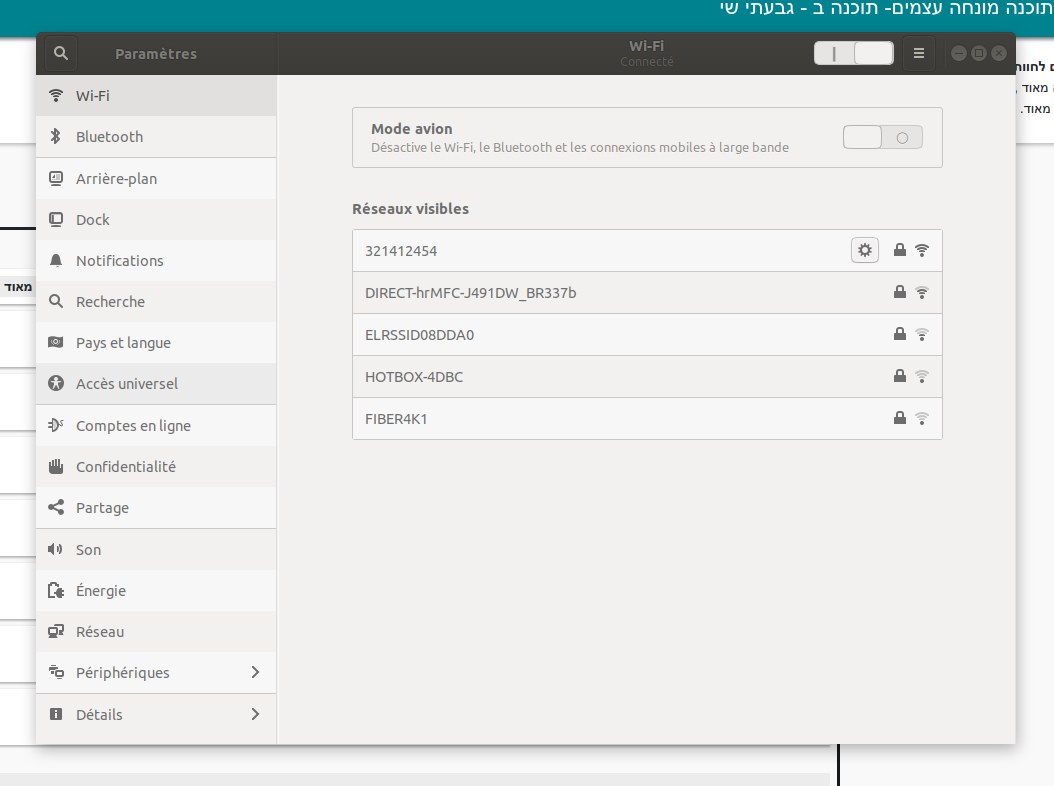 תוכנה מונחה עצמים- תוכנה ב - גבעתי שי
Paramètres
Wi-Fi
Connecté
Wi-Fi
Bluetooth
Arrière-plan
Dock
Notifications
Recherche
Pays et langue
Accès universel
Comptes en ligne
Confidentialité
Partage
Son
Énergie
Réseau
Périphériques
Détails
Mode avion
Désactive le Wi-Fi, le Bluetooth et les connexions mobiles à large bande
Réseaux visibles
321412454
DIRECT-hrMFC-J491DW_BR337b
ELRSSID08DDA0
HOTBOX-4DBC
FIBER4K1
לחוות
מאוד,
מאוד.
מאוד